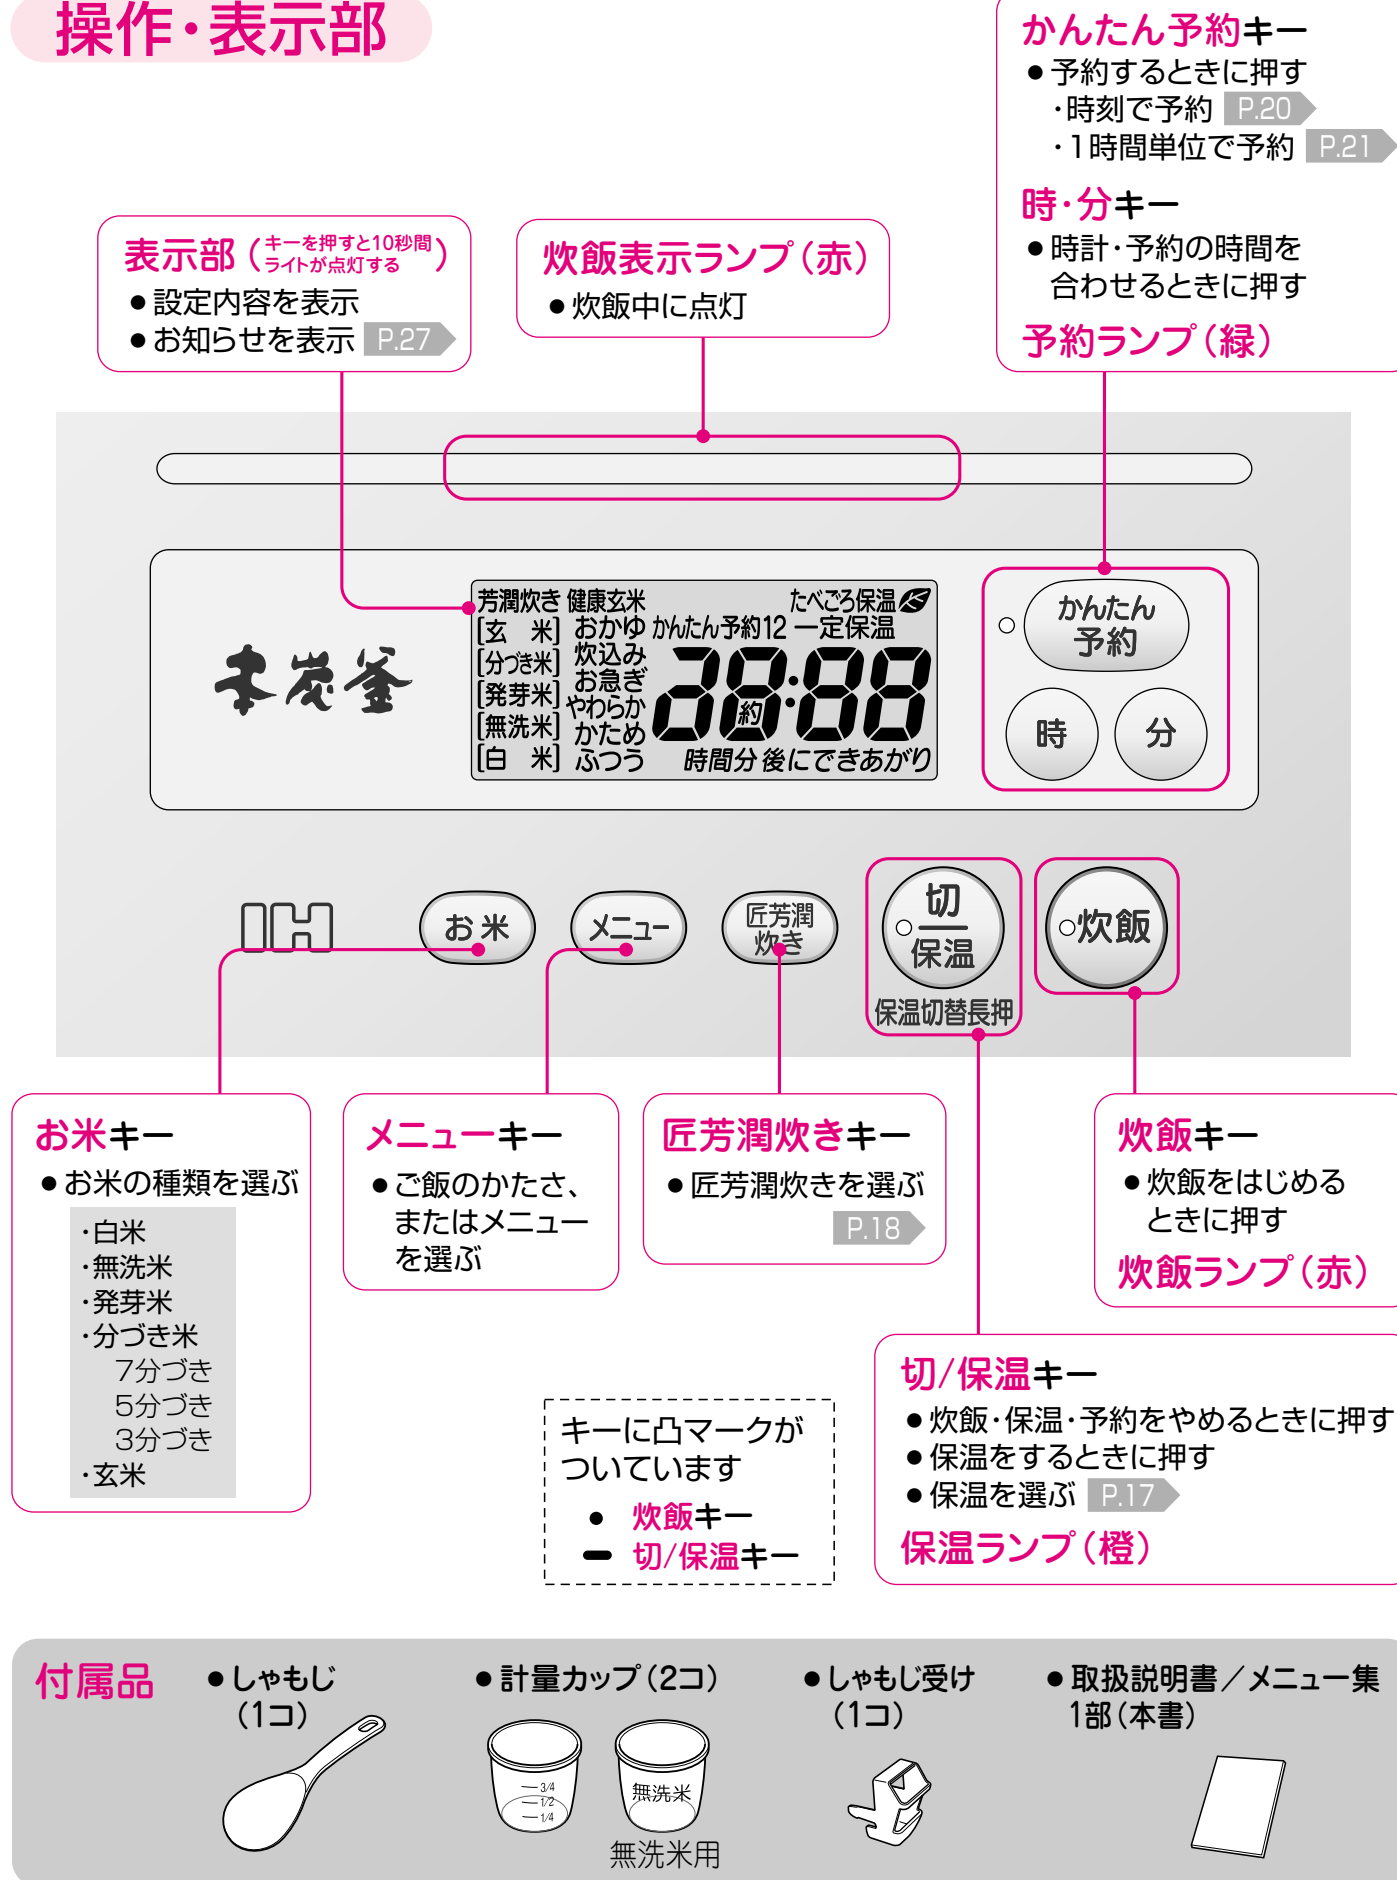 操作・表示部
かんたん予約キー
●予約するときに押す
・時刻で予約 P.20
・1時間単位で予約 P.21
時・分キー
●時計・予約の時間を
合わせるときに押す
予約ランプ(緑)
表示部(キーを押すと10秒間
ライトが点灯する)
●設定内容を表示
●お知らせを表示 P.27
炊飯表示ランプ(赤)
●炊飯中に点灯
本炭釜
芳潤炊き 健康玄米 たべごろ保温
[玄 米] おかゆ かんたん予約12 一定保温
[分づき米] 炊込み
[発芽米] お急ぎ
やわらか 28:88
約
[無洗米] かため
[白 米] ふつう 時間分後にできあがり
かんたん
予約
時 分
IH
お米
メニュー
匠芳潤
炊き
切
保温
保温切替長押
炊飯
お米キー
●お米の種類を選ぶ
・白米
・無洗米
・発芽米
・分づき米
7分づき
5分づき
3分づき
・玄米
メニューキー
●ご飯のかたさ、
またはメニュー
を選ぶ
匠芳潤炊きキー
●匠芳潤炊きを選ぶ
P.18
炊飯キー
●炊飯をはじめる
ときに押す
炊飯ランプ(赤)
切/保温キー
●炊飯・保温・予約をやめるときに押す
●保温をするときに押す
●保温を選ぶ P.17
保温ランプ(橙)
キーに凸マークが
ついています
● 炊飯キー
━ 切/保温キー
付属品
●しゃもじ
(1コ)
●計量カップ(2コ)
3/4
1/2
1/4
無洗米
無洗米用
●しゃもじ受け
(1コ)
●取扱説明書/メニュー集
1部(本書)